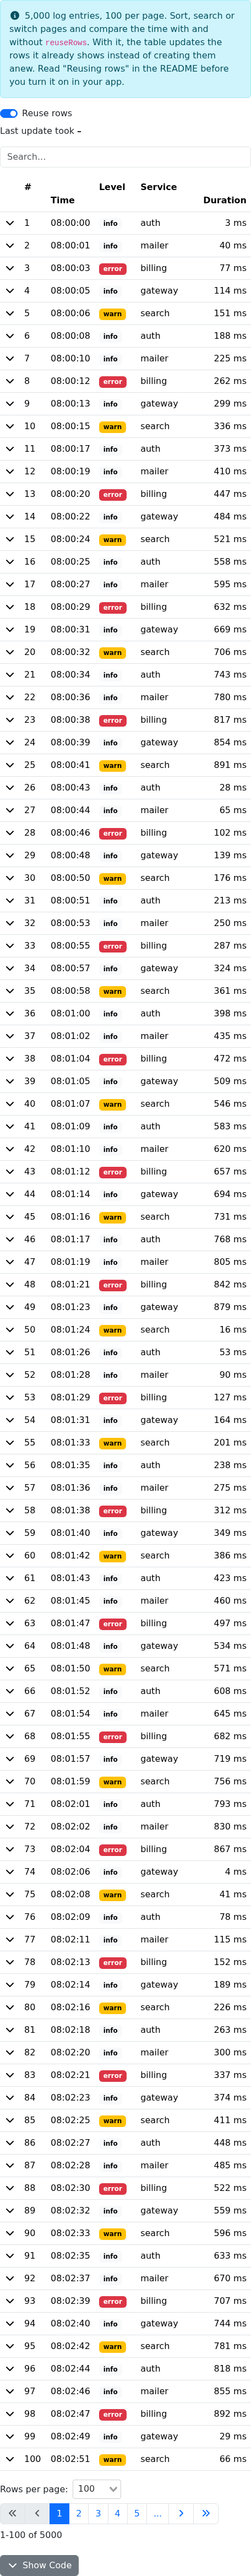 5,000 log entries, 100 per page. Sort, search or
switch pages and compare the time with and
without reuseRows. With it, the table updates the
rows it already shows instead of creating them
anew. Read "Reusing rows" in the README before
you turn it on in your app.
Reuse rows
Last update took –
Search...
# Time Level Service Duration
1 08:00:00 info auth 3 ms
2 08:00:01 info mailer 40 ms
3 08:00:03 error billing 77 ms
4 08:00:05 info gateway 114 ms
5 08:00:06 warn search 151 ms
6 08:00:08 info auth 188 ms
7 08:00:10 info mailer 225 ms
8 08:00:12 error billing 262 ms
9 08:00:13 info gateway 299 ms
10 08:00:15 warn search 336 ms
11 08:00:17 info auth 373 ms
12 08:00:19 info mailer 410 ms
13 08:00:20 error billing 447 ms
14 08:00:22 info gateway 484 ms
15 08:00:24 warn search 521 ms
16 08:00:25 info auth 558 ms
17 08:00:27 info mailer 595 ms
18 08:00:29 error billing 632 ms
19 08:00:31 info gateway 669 ms
20 08:00:32 warn search 706 ms
21 08:00:34 info auth 743 ms
22 08:00:36 info mailer 780 ms
23 08:00:38 error billing 817 ms
24 08:00:39 info gateway 854 ms
25 08:00:41 warn search 891 ms
26 08:00:43 info auth 28 ms
27 08:00:44 info mailer 65 ms
28 08:00:46 error billing 102 ms
29 08:00:48 info gateway 139 ms
30 08:00:50 warn search 176 ms
31 08:00:51 info auth 213 ms
32 08:00:53 info mailer 250 ms
33 08:00:55 error billing 287 ms
34 08:00:57 info gateway 324 ms
35 08:00:58 warn search 361 ms
36 08:01:00 info auth 398 ms
37 08:01:02 info mailer 435 ms
38 08:01:04 error billing 472 ms
39 08:01:05 info gateway 509 ms
40 08:01:07 warn search 546 ms
41 08:01:09 info auth 583 ms
42 08:01:10 info mailer 620 ms
43 08:01:12 error billing 657 ms
44 08:01:14 info gateway 694 ms
45 08:01:16 warn search 731 ms
46 08:01:17 info auth 768 ms
47 08:01:19 info mailer 805 ms
48 08:01:21 error billing 842 ms
49 08:01:23 info gateway 879 ms
50 08:01:24 warn search 16 ms
51 08:01:26 info auth 53 ms
52 08:01:28 info mailer 90 ms
53 08:01:29 error billing 127 ms
54 08:01:31 info gateway 164 ms
55 08:01:33 warn search 201 ms
56 08:01:35 info auth 238 ms
57 08:01:36 info mailer 275 ms
58 08:01:38 error billing 312 ms
59 08:01:40 info gateway 349 ms
60 08:01:42 warn search 386 ms
61 08:01:43 info auth 423 ms
62 08:01:45 info mailer 460 ms
63 08:01:47 error billing 497 ms
64 08:01:48 info gateway 534 ms
65 08:01:50 warn search 571 ms
66 08:01:52 info auth 608 ms
67 08:01:54 info mailer 645 ms
68 08:01:55 error billing 682 ms
69 08:01:57 info gateway 719 ms
70 08:01:59 warn search 756 ms
71 08:02:01 info auth 793 ms
72 08:02:02 info mailer 830 ms
73 08:02:04 error billing 867 ms
74 08:02:06 info gateway 4 ms
75 08:02:08 warn search 41 ms
76 08:02:09 info auth 78 ms
77 08:02:11 info mailer 115 ms
78 08:02:13 error billing 152 ms
79 08:02:14 info gateway 189 ms
80 08:02:16 warn search 226 ms
81 08:02:18 info auth 263 ms
82 08:02:20 info mailer 300 ms
83 08:02:21 error billing 337 ms
84 08:02:23 info gateway 374 ms
85 08:02:25 warn search 411 ms
86 08:02:27 info auth 448 ms
87 08:02:28 info mailer 485 ms
88 08:02:30 error billing 522 ms
89 08:02:32 info gateway 559 ms
90 08:02:33 warn search 596 ms
91 08:02:35 info auth 633 ms
92 08:02:37 info mailer 670 ms
93 08:02:39 error billing 707 ms
94 08:02:40 info gateway 744 ms
95 08:02:42 warn search 781 ms
96 08:02:44 info auth 818 ms
97 08:02:46 info mailer 855 ms
98 08:02:47 error billing 892 ms
99 08:02:49 info gateway 29 ms
100 08:02:51 warn search 66 ms
Rows per page: 100
1 2 3 4 5 ...
1-100 of 5000
Show Code